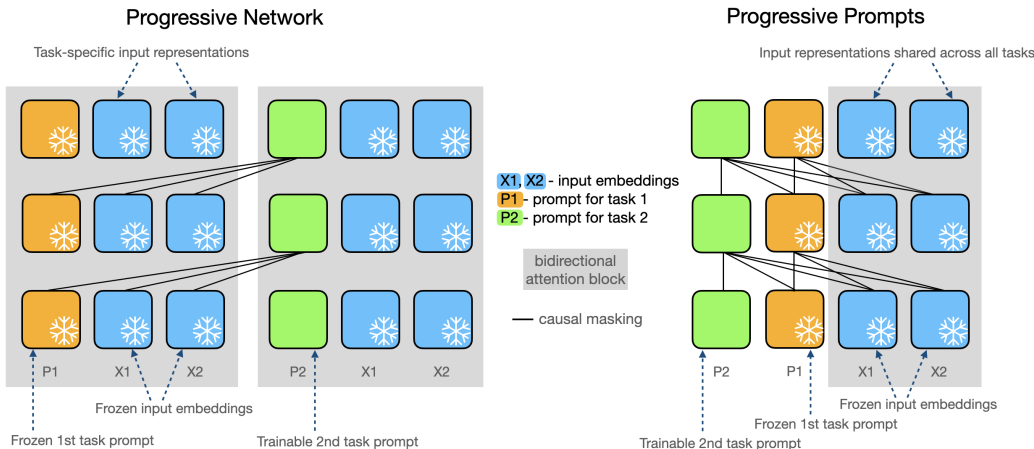 Progressive Network
Progressive Prompts
Task-specific input representations
Input representations shared across all tasks
X1, X2 - input embeddings
P1 - prompt for task 1
P2 - prompt for task 2
bidirectional
attention block
causal masking
P1 X1 X2 P2 X1 X2
P2 P1 X1 X2
Frozen input embeddings
Frozen 1st task prompt
Trainable 2nd task prompt
Frozen input embeddings
Frozen 1st task prompt
Trainable 2nd task prompt